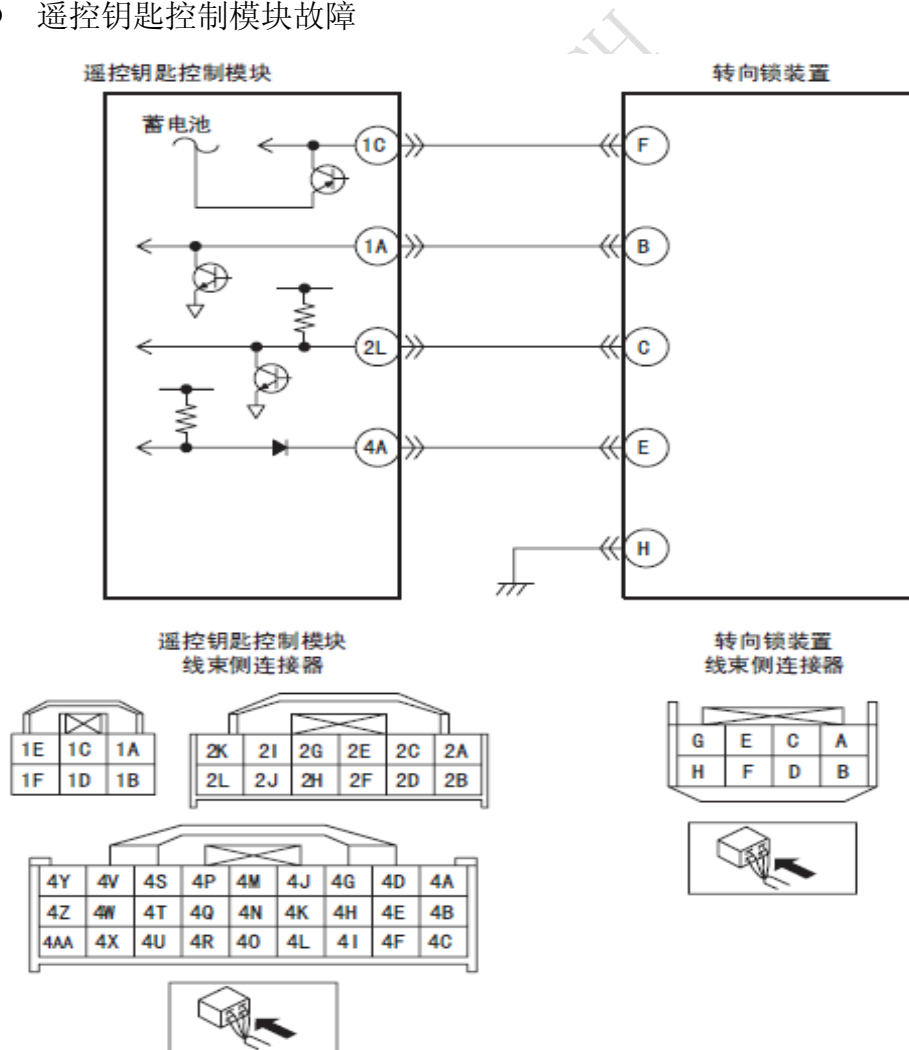 遥控钥匙控制模块故障
遥控钥匙控制模块 转向锁装置
蓄电池
1C F
1A B
2L C
4A E
H
遥控钥匙控制模块
线束侧连接器
转向锁装置
线束侧连接器
1E 1C 1A
1F 1D 1B
2K 2I 2G 2E 2C 2A
2L 2J 2H 2F 2D 2B
G E C A
H F D B
4Y 4V 4S 4P 4M 4J 4G 4D 4A
4Z 4W 4T 4Q 4N 4K 4H 4E 4B
4AA 4X 4U 4R 4O 4L 4I 4F 4C